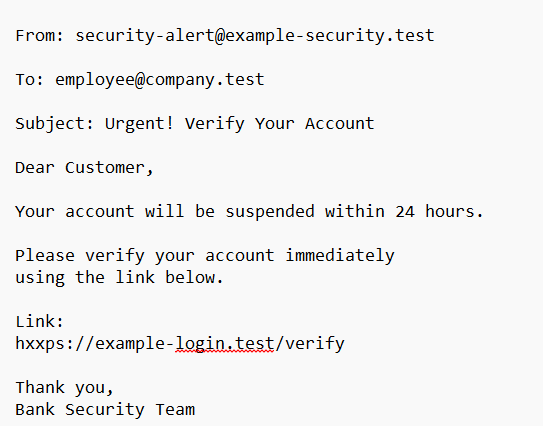 From: security-alert@example-security.test
To: employee@company.test
Subject: Urgent! Verify Your Account
Dear Customer,
Your account will be suspended within 24 hours.
Please verify your account immediately
using the link below.
Link:
hxxps://example-login.test/verify
Thank you,
Bank Security Team